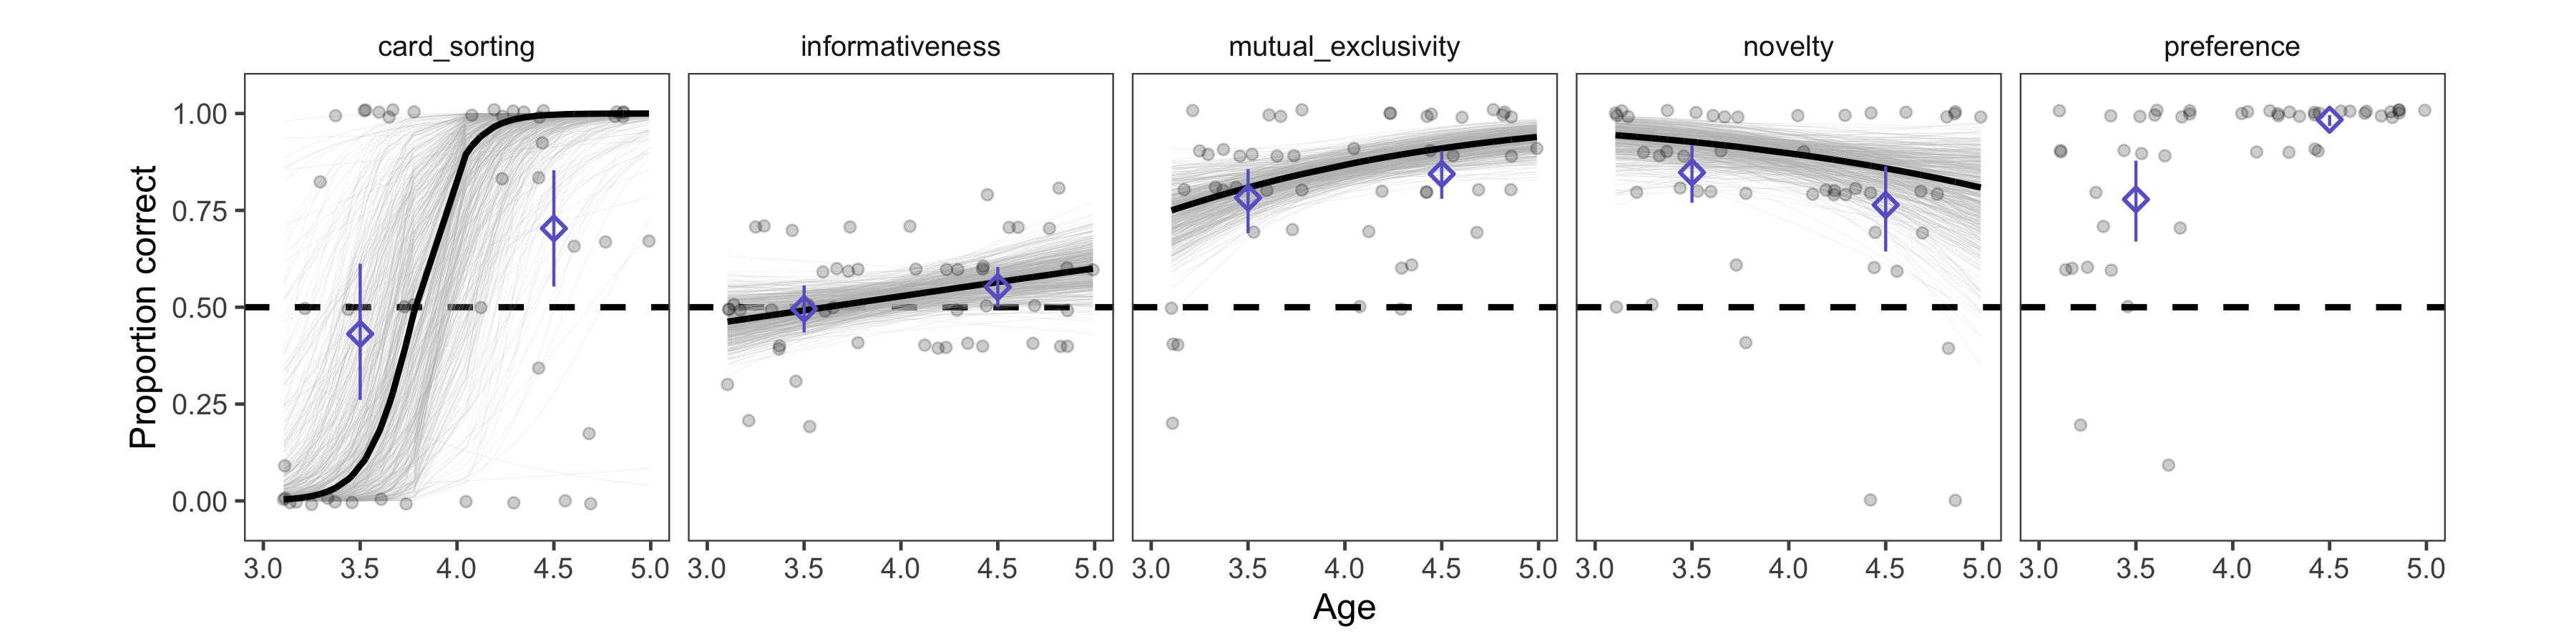 card_sorting informativeness mutual_exclusivity novelty preference
Proportion correct
1.00
0.75
0.50
0.25
0.00
3.0 3.5 4.0 4.5 5.0 3.0 3.5 4.0 4.5 5.0 3.0 3.5 4.0 4.5 5.0 3.0 3.5 4.0 4.5 5.0 3.0 3.5 4.0 4.5 5.0
Age